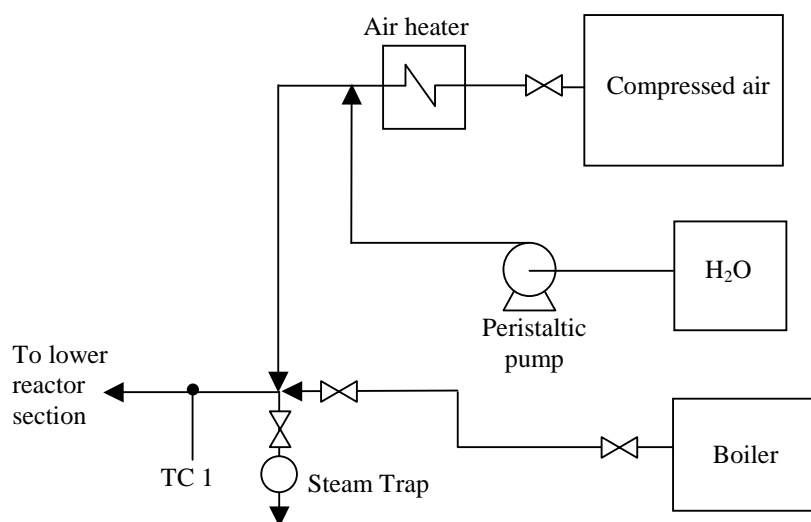 Air heater
Compressed air
H₂O
Peristaltic
pump
To lower
reactor
section
TC 1
Steam Trap
Boiler